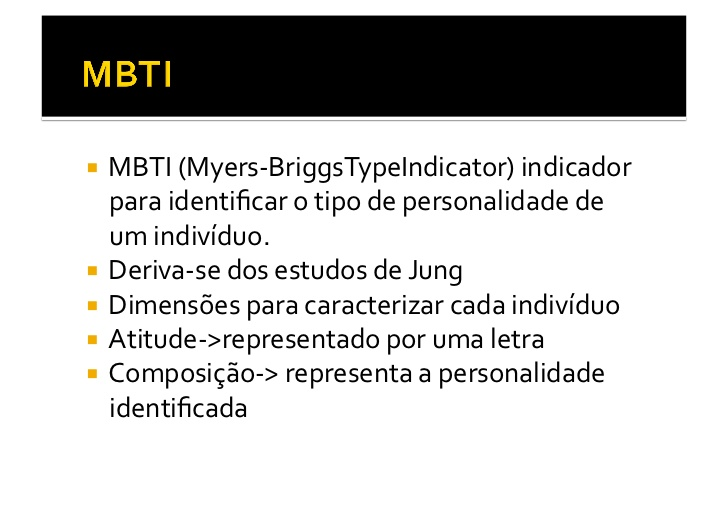 MBTI
MBTI (Myers-BriggsTypeIndicator) indicador
para identificar o tipo de personalidade de
um indivíduo.
Deriva-se dos estudos de Jung
Dimensões para caracterizar cada indivíduo
Atitude->representado por uma letra
Composição-> representa a personalidade
identificada